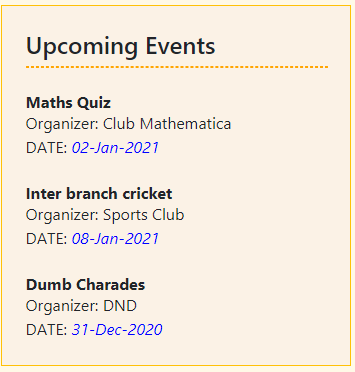 Upcoming Events
Maths Quiz
Organizer: Club Mathematica
DATE: 02-Jan-2021
Inter branch cricket
Organizer: Sports Club
DATE: 08-Jan-2021
Dumb Charades
Organizer: DND
DATE: 31-Dec-2020